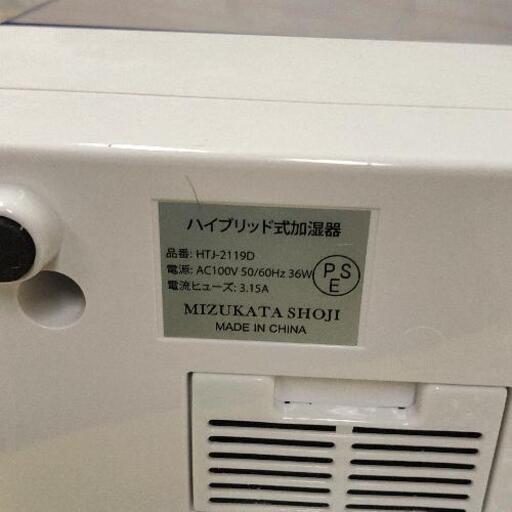 ハイブリッド式加湿器
品番: HTJ-2119D
電源: AC100V 50/60Hz 36W
電流ヒューズ: 3.15A
PSE
MIZUKATA SHOJI
MADE IN CHINA